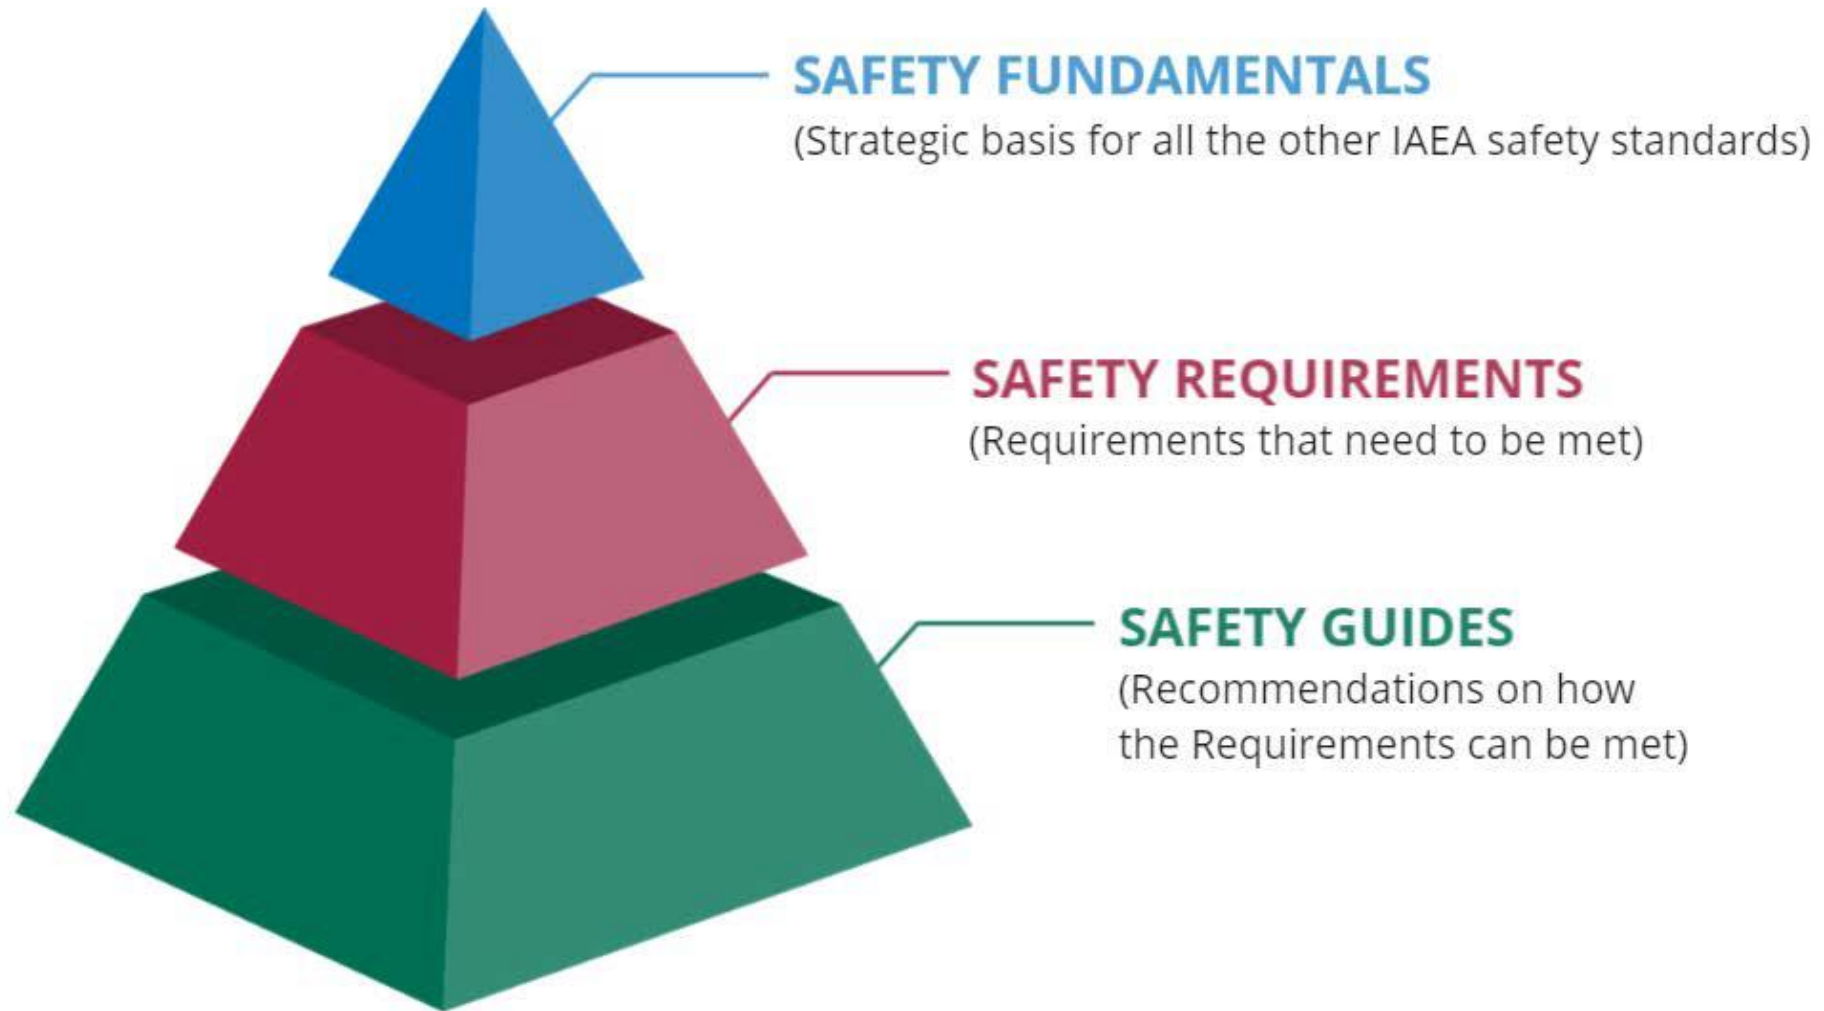 SAFETY FUNDAMENTALS
(Strategic basis for all the other IAEA safety standards)
SAFETY REQUIREMENTS
(Requirements that need to be met)
SAFETY GUIDES
(Recommendations on how
the Requirements can be met)